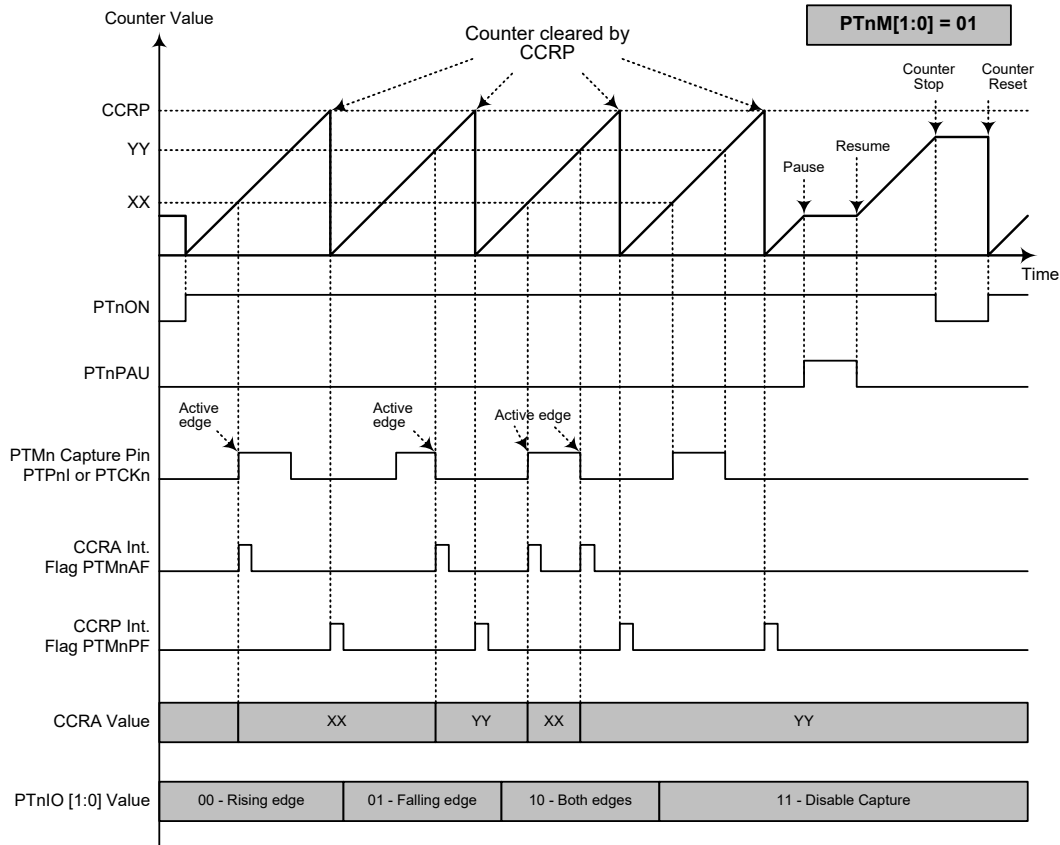 Counter Value
PTnM[1:0] = 01
Counter cleared by
CCRP
Counter
Stop
Counter
Reset
CCRP
YY
XX
Pause
Resume
Time
PTnON
PTnPAU
Active
edge
Active
edge
Active edge
PTMn Capture Pin
PTPnI or PTCKn
CCRA Int.
Flag PTMnAF
CCRP Int.
Flag PTMnPF
CCRA Value
XX
YY
XX
YY
PTnIO [1:0] Value
00 - Rising edge
01 - Falling edge
10 - Both edges
11 - Disable Capture